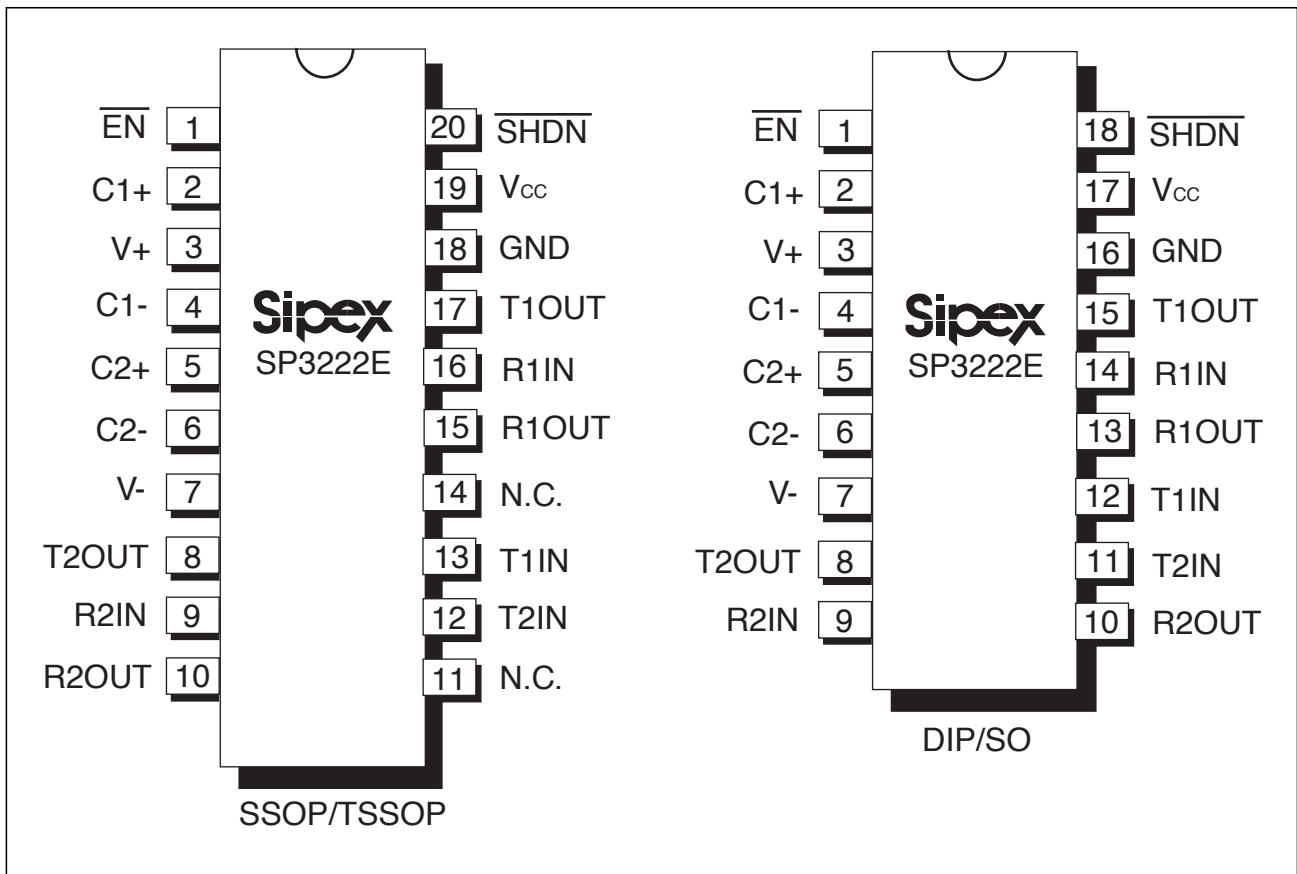 EN 1 20 SHDN
C1+ 2 19 VCC
V+ 3 18 GND
C1- 4 17 T1OUT
C2+ 5 16 R1IN
C2- 6 15 R1OUT
V- 7 14 N.C.
T2OUT 8 13 T1IN
R2IN 9 12 T2IN
R2OUT 10 11 N.C.
Sipex
SP3222E
SSOP/TSSOP
EN 1 18 SHDN
C1+ 2 17 VCC
V+ 3 16 GND
C1- 4 15 T1OUT
C2+ 5 14 R1IN
C2- 6 13 R1OUT
V- 7 12 T1IN
T2OUT 8 11 T2IN
R2IN 9 10 R2OUT
Sipex
SP3222E
DIP/SO